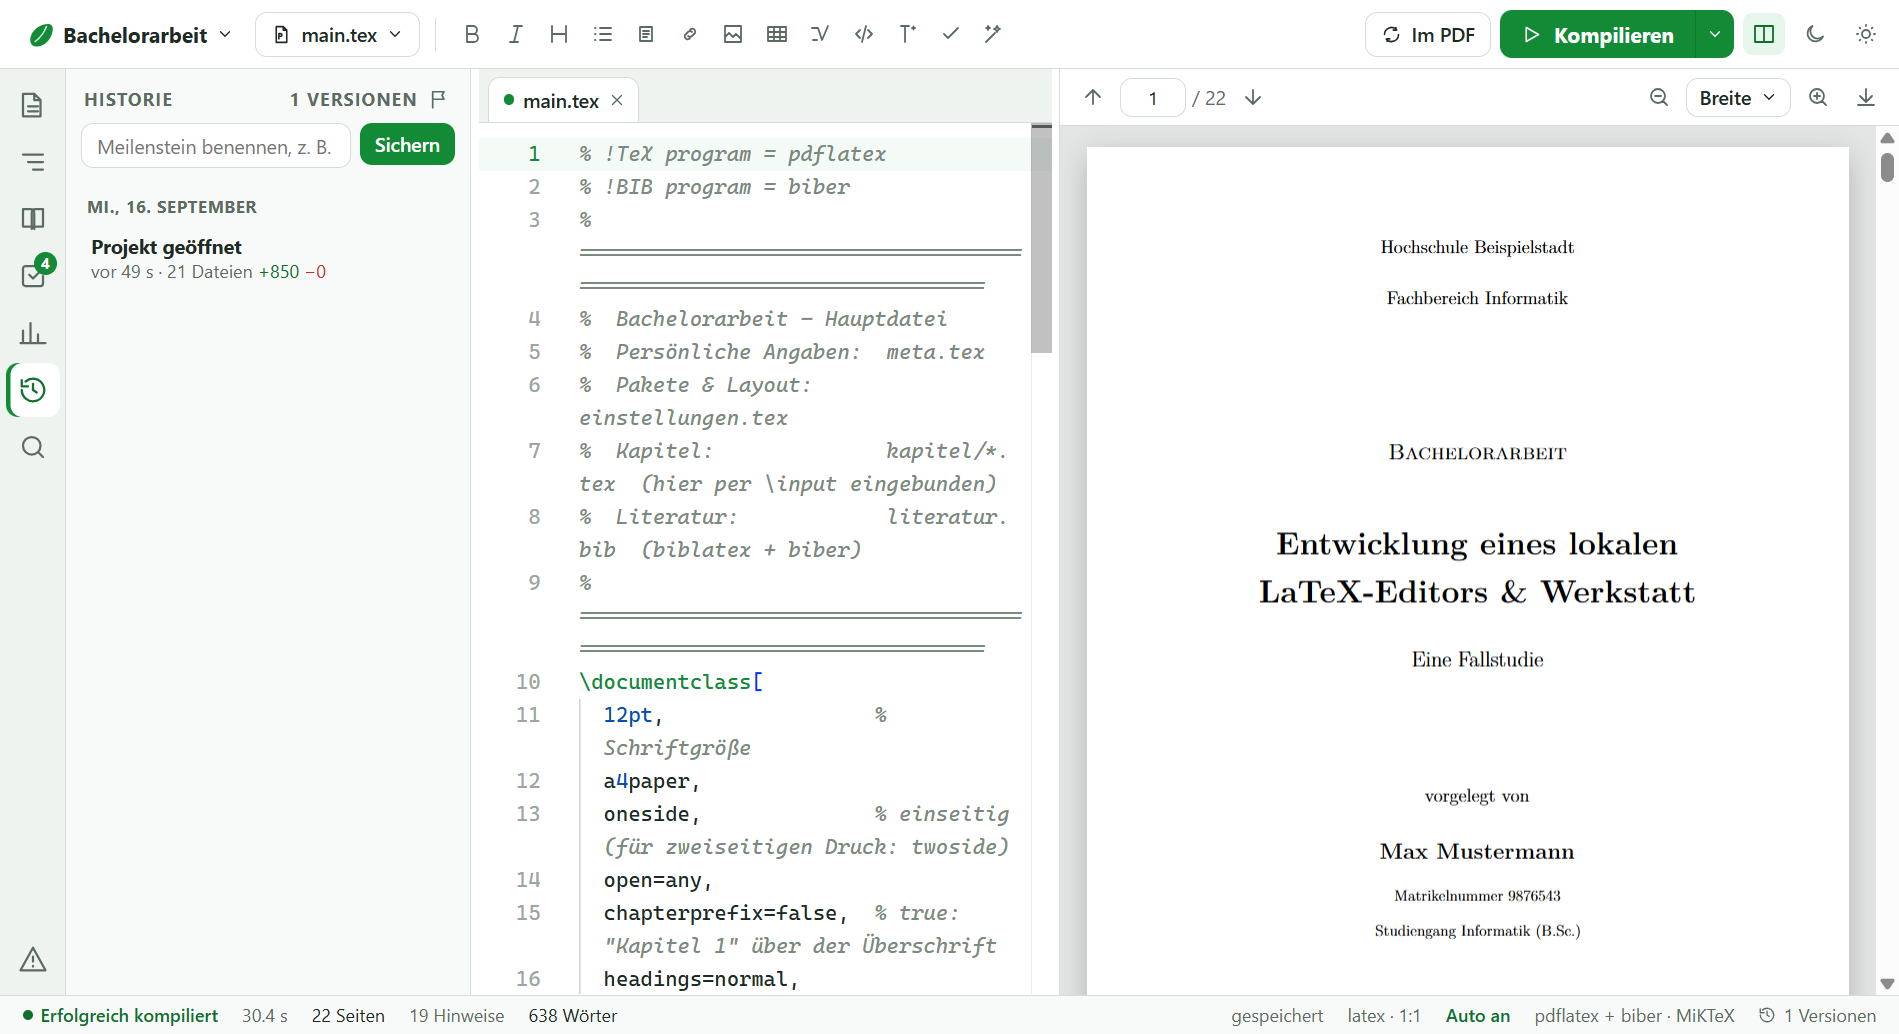 Bachelorarbeit
main.tex
Im PDF
Kompilieren
HISTORIE
1 VERSIONEN
Meilenstein benennen, z. B.
Sichern
MI., 16. SEPTEMBER
Projekt geöffnet
vor 49 s · 21 Dateien +850 −0
4
main.tex
1 % !TeX program = pdflatex
2 % !BIB program = biber
3 %
4 %  Bachelorarbeit – Hauptdatei
5 %  Persönliche Angaben:  meta.tex
6 %  Pakete & Layout:
einstellungen.tex
7 %  Kapitel:              kapitel/*.
tex  (hier per \input eingebunden)
8 %  Literatur:            literatur.
bib  (biblatex + biber)
9 %
10 \documentclass[
11 12pt,                 %
Schriftgröße
12 a4paper,
13 oneside,              % einseitig
(für zweiseitigen Druck: twoside)
14 open=any,
15 chapterprefix=false,  % true:
"Kapitel 1" über der Überschrift
16 headings=normal,
1 / 22
Breite
Hochschule Beispielstadt
Fachbereich Informatik
Bachelorarbeit
Entwicklung eines lokalen
LaTeX-Editors & Werkstatt
Eine Fallstudie
vorgelegt von
Max Mustermann
Matrikelnummer 9876543
Studiengang Informatik (B.Sc.)
Erfolgreich kompiliert
30.4 s
22 Seiten
19 Hinweise
638 Wörter
gespeichert
latex · 1:1
Auto an
pdflatex + biber · MiKTeX
1 Versionen